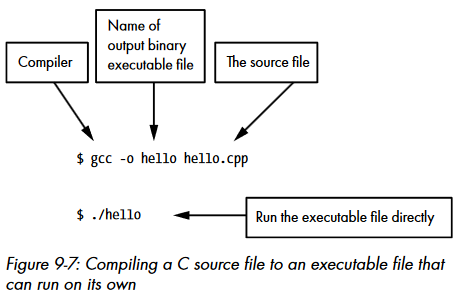 Compiler
Name of
output binary
executable file
The source file
$ gcc -o hello hello.cpp
$ ./hello
Run the executable file directly
Figure 9-7: Compiling a C source file to an executable file that
can run on its own